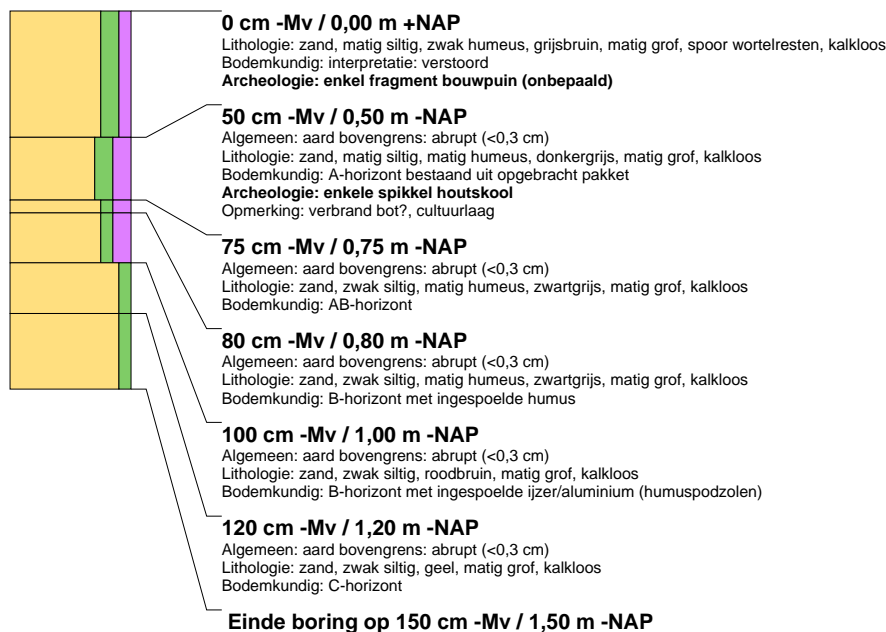 0 cm -Mv / 0,00 m +NAP
Lithologie: zand, matig siltig, zwak humeus, grijsbruin, matig grof, spoor wortelresten, kalkloos
Bodemkundig: interpretatie: verstoord
Archeologie: enkel fragment bouwpuin (onbepaald)
50 cm -Mv / 0,50 m -NAP
Algemeen: aard bovengrens: abrupt (<0,3 cm)
Lithologie: zand, matig siltig, matig humeus, donkergrijs, matig grof, kalkloos
Bodemkundig: A-horizont bestaand uit opgebracht pakket
Archeologie: enkele spikkel houtskool
Opmerking: verbrand bot?, cultuurlaag
75 cm -Mv / 0,75 m -NAP
Algemeen: aard bovengrens: abrupt (<0,3 cm)
Lithologie: zand, zwak siltig, matig humeus, zwartgrijs, matig grof, kalkloos
Bodemkundig: AB-horizont
80 cm -Mv / 0,80 m -NAP
Algemeen: aard bovengrens: abrupt (<0,3 cm)
Lithologie: zand, zwak siltig, matig humeus, zwartgrijs, matig grof, kalkloos
Bodemkundig: B-horizont met ingespoelde humus
100 cm -Mv / 1,00 m -NAP
Algemeen: aard bovengrens: abrupt (<0,3 cm)
Lithologie: zand, zwak siltig, roodbruin, matig grof, kalkloos
Bodemkundig: B-horizont met ingespoelde ijzer/aluminium (humuspodzolen)
120 cm -Mv / 1,20 m -NAP
Algemeen: aard bovengrens: abrupt (<0,3 cm)
Lithologie: zand, zwak siltig, geel, matig grof, kalkloos
Bodemkundig: C-horizont
Einde boring op 150 cm -Mv / 1,50 m -NAP